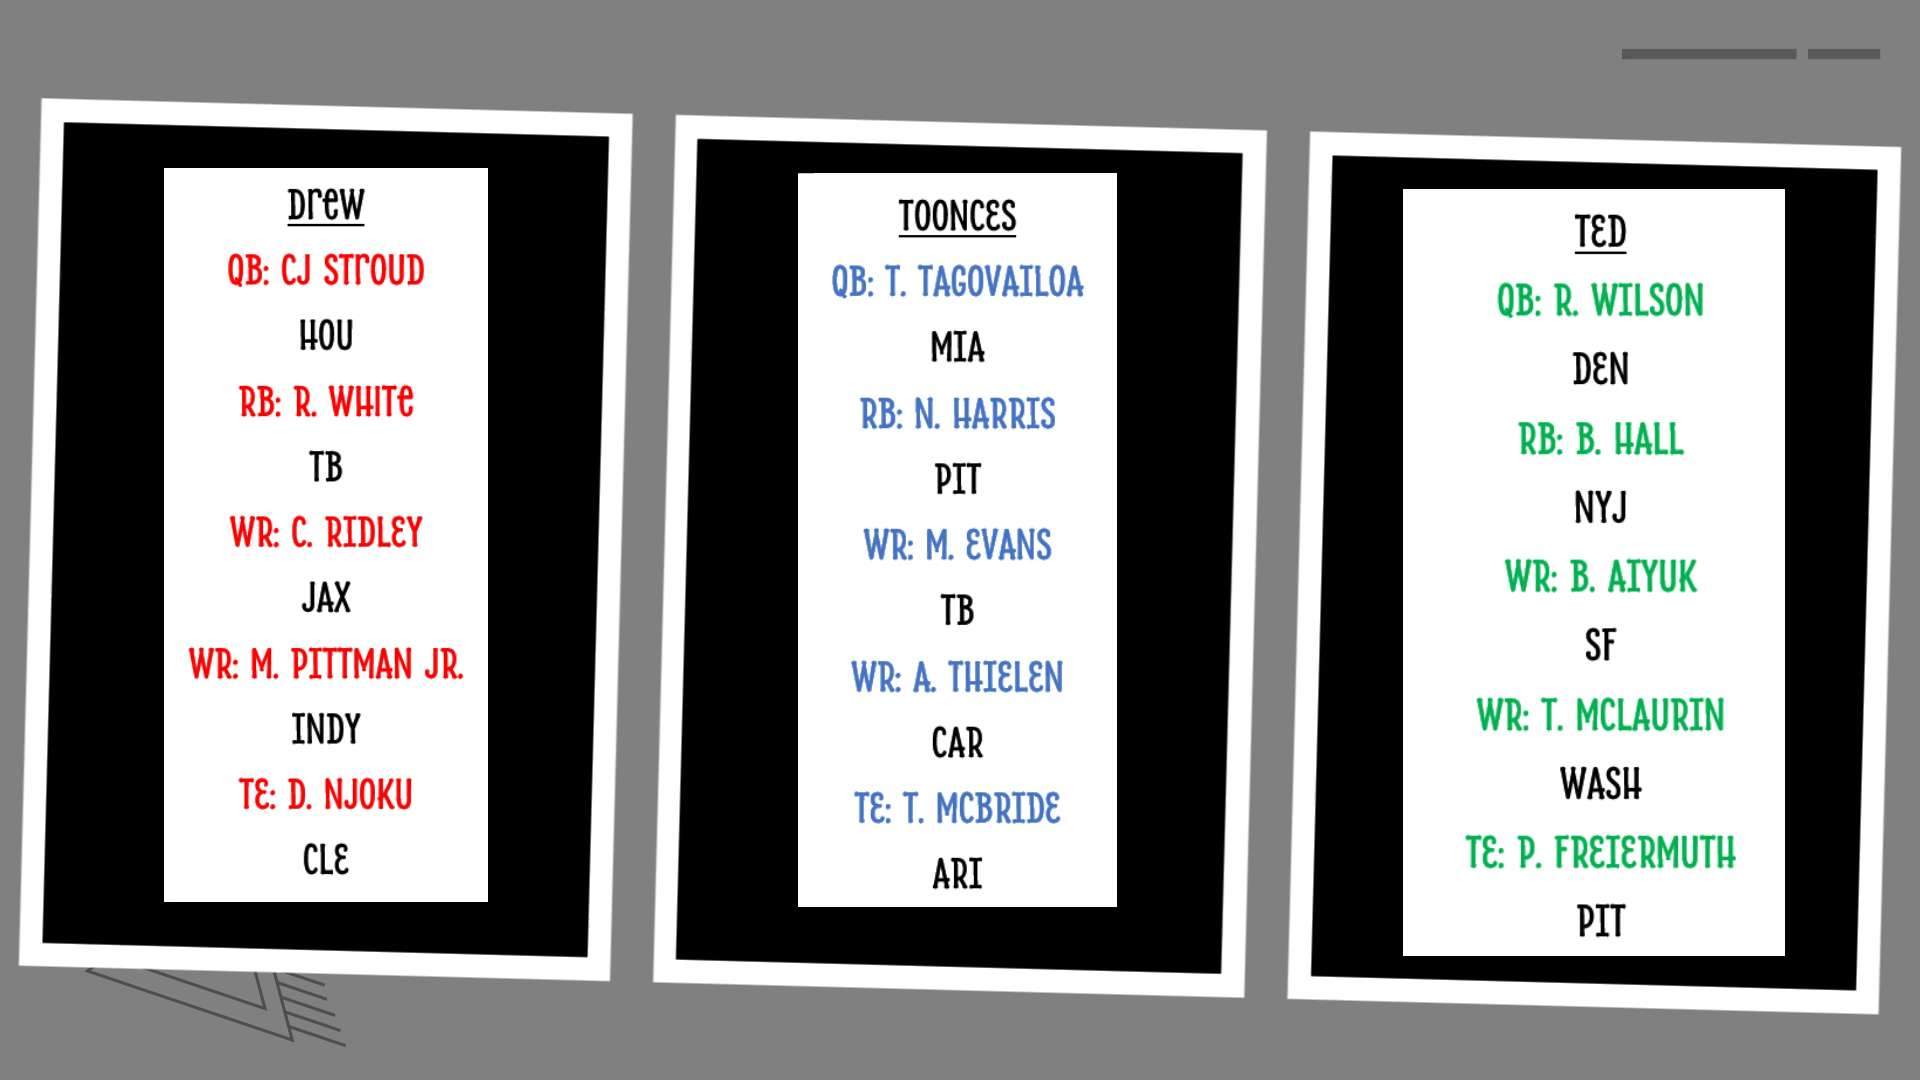 Drew
QB: CJ STROUD
HOU
RB: R. WHITE
TB
WR: C. RIDLEY
JAX
WR: M. PITTMAN JR.
INDY
TE: D. NJOKU
CLE
TOONCES
QB: T. TAGOVAILOA
MIA
RB: N. HARRIS
PIT
WR: M. EVANS
TB
WR: A. THIELEN
CAR
TE: T. MCBRIDE
ARI
TED
QB: R. WILSON
DEN
RB: B. HALL
NYJ
WR: B. AIYUK
SF
WR: T. MCLAURIN
WASH
TE: P. FREIERMUTH
PIT